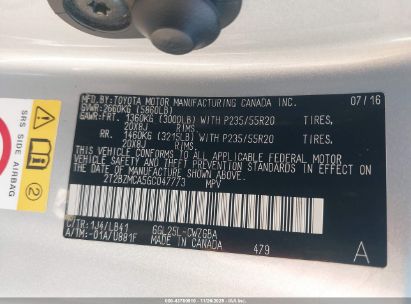 MFD.BY: TOYOTA MOTOR MANUFACTURING CANADA INC. 07/16
GVWR: 2660KG (5860LB)
GAWR: FRT. 1360KG (3000LB) WITH P235/55R20 TIRES,
20X8J RIMS
RR. 1460KG (3215LB) WITH P235/55R20 TIRES,
20X8J RIMS
THIS VEHICLE CONFORMS TO ALL APPLICABLE FEDERAL MOTOR
VEHICLE SAFETY STANDARDS IN EFFECT ON THE DATE OF
MANUFACTURE SHOWN ABOVE.
2T2BZMCA5GC047773 MPV
C/TR: 1J4/LB41 GGL25L-CWZGBA
A/TM: -01A/U881F MADE IN CANADA 479
A
SRS SIDE AIRBAG